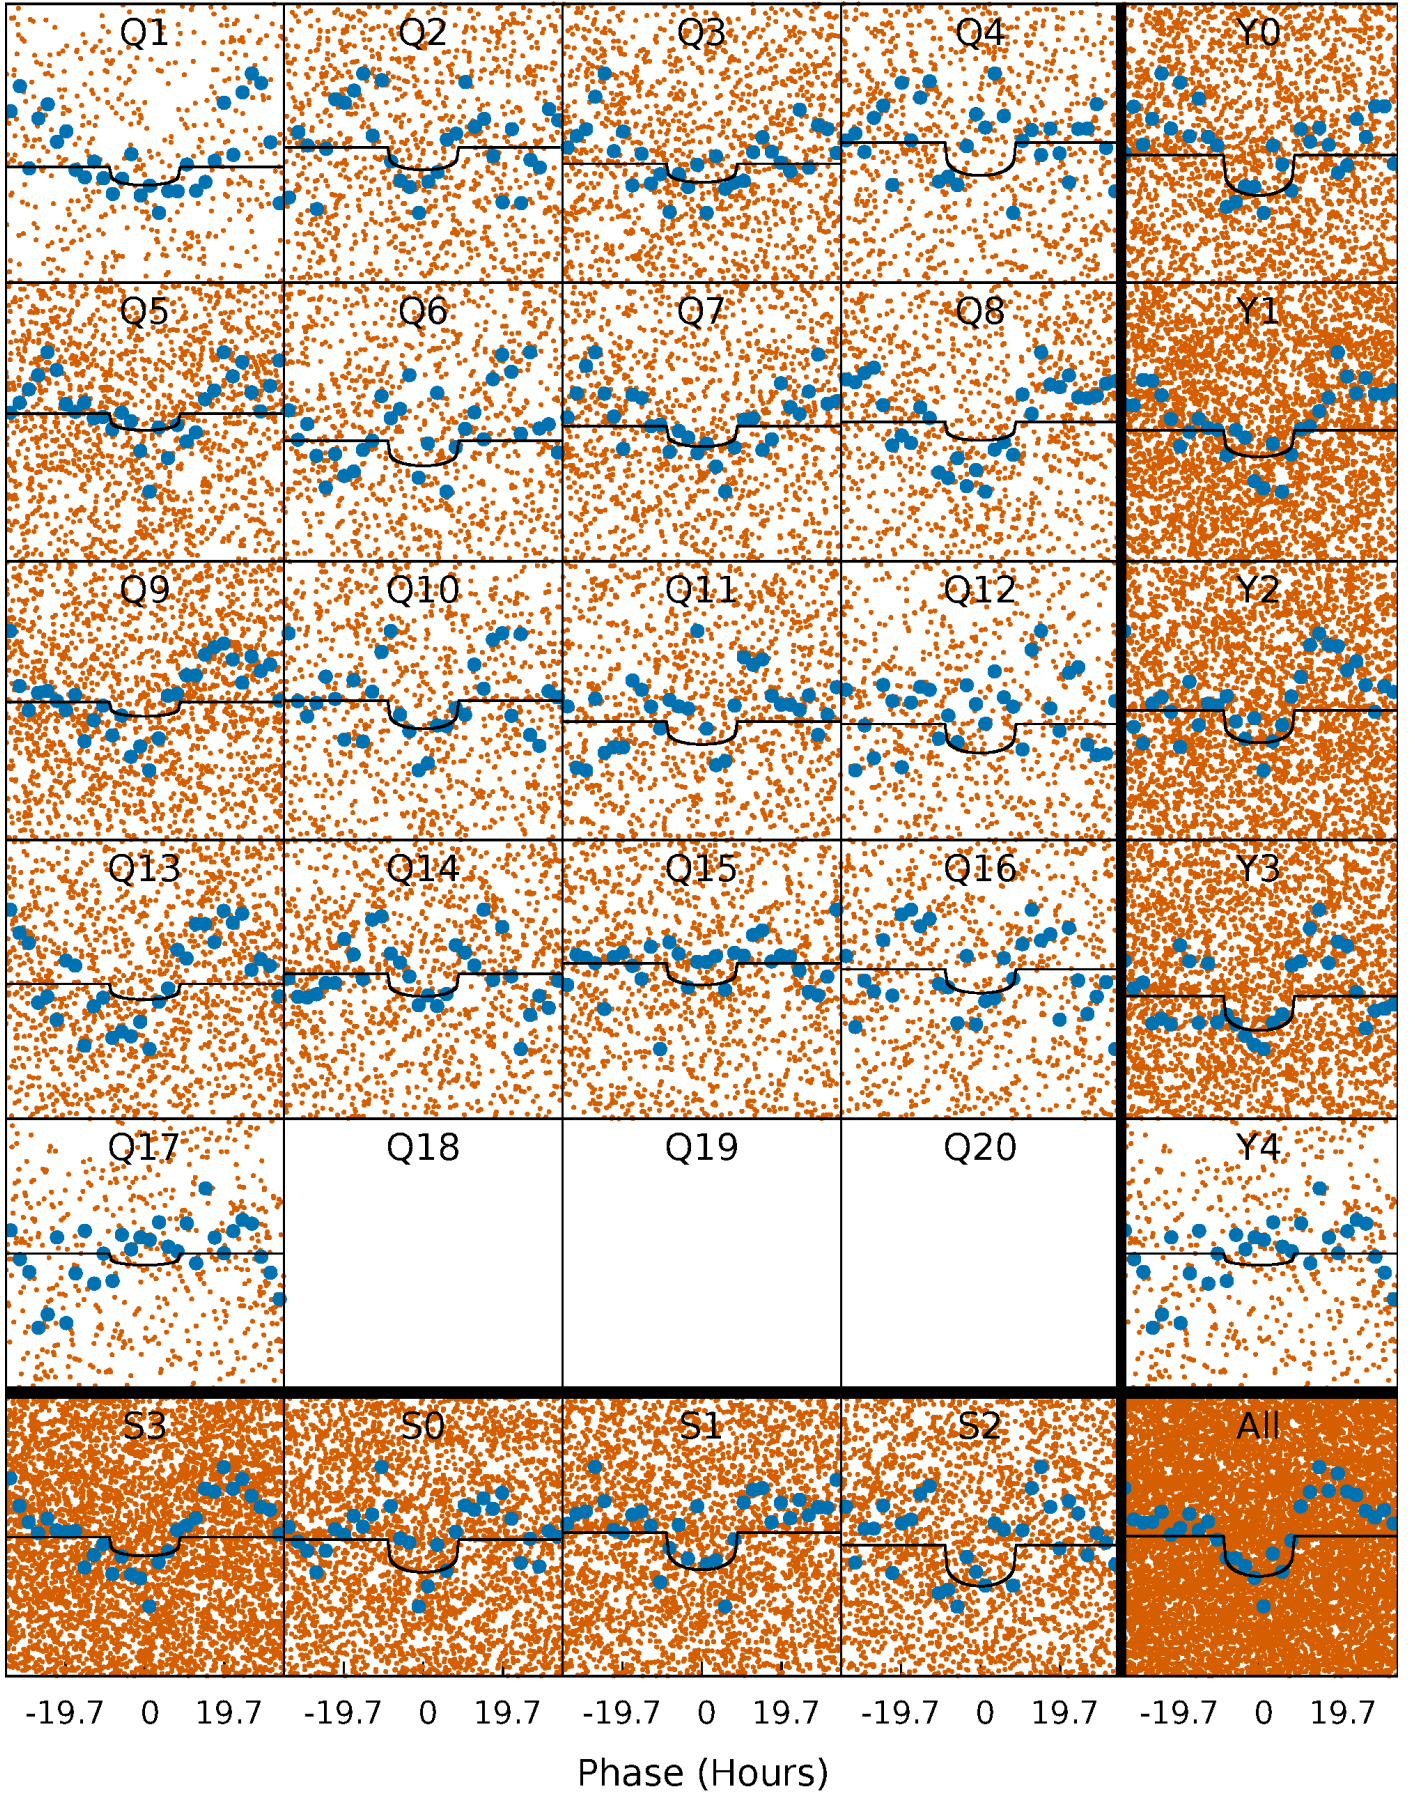 Q1 Q2 Q3 Q4 Y0
Q5 Q6 Q7 Q8 Y1
Q9 Q10 Q11 Q12 Y2
Q13 Q14 Q15 Q16 Y3
Q17 Q18 Q19 Q20 Y4
S3 S0 S1 S2 All
-19.7 0 19.7 -19.7 0 19.7 -19.7 0 19.7 -19.7 0 19.7 -19.7 0 19.7
Phase (Hours)